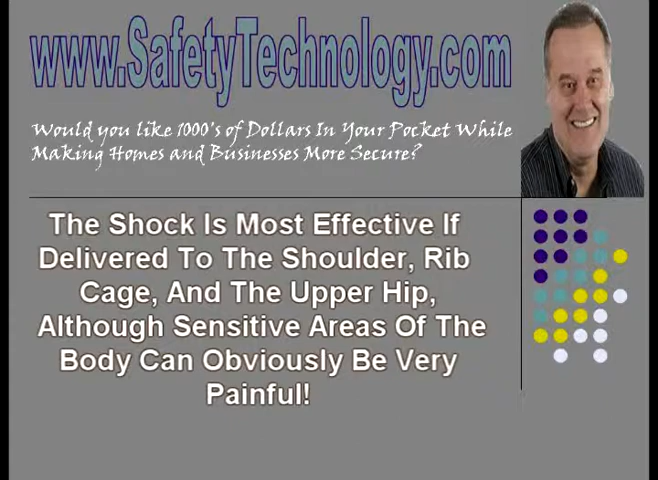 www.SafetyTechnology.com
Would you like 1000's of Dollars In Your Pocket While
Making Homes and Businesses More Secure?
The Shock Is Most Effective If
Delivered To The Shoulder, Rib
Cage, And The Upper Hip,
Although Sensitive Areas Of The
Body Can Obviously Be Very
Painful!